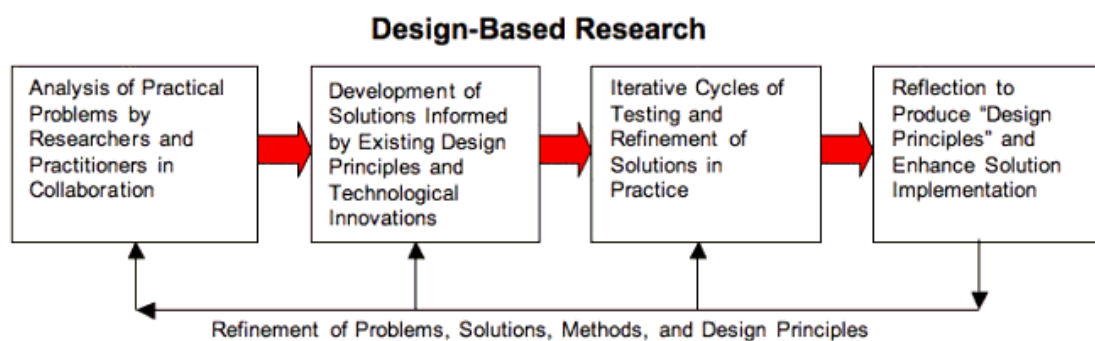 Design-Based Research
Analysis of Practical
Problems by
Researchers and
Practitioners in
Collaboration
Development of
Solutions Informed
by Existing Design
Principles and
Technological
Innovations
Iterative Cycles of
Testing and
Refinement of
Solutions in
Practice
Reflection to
Produce "Design
Principles" and
Enhance Solution
Implementation
Refinement of Problems, Solutions, Methods, and Design Principles